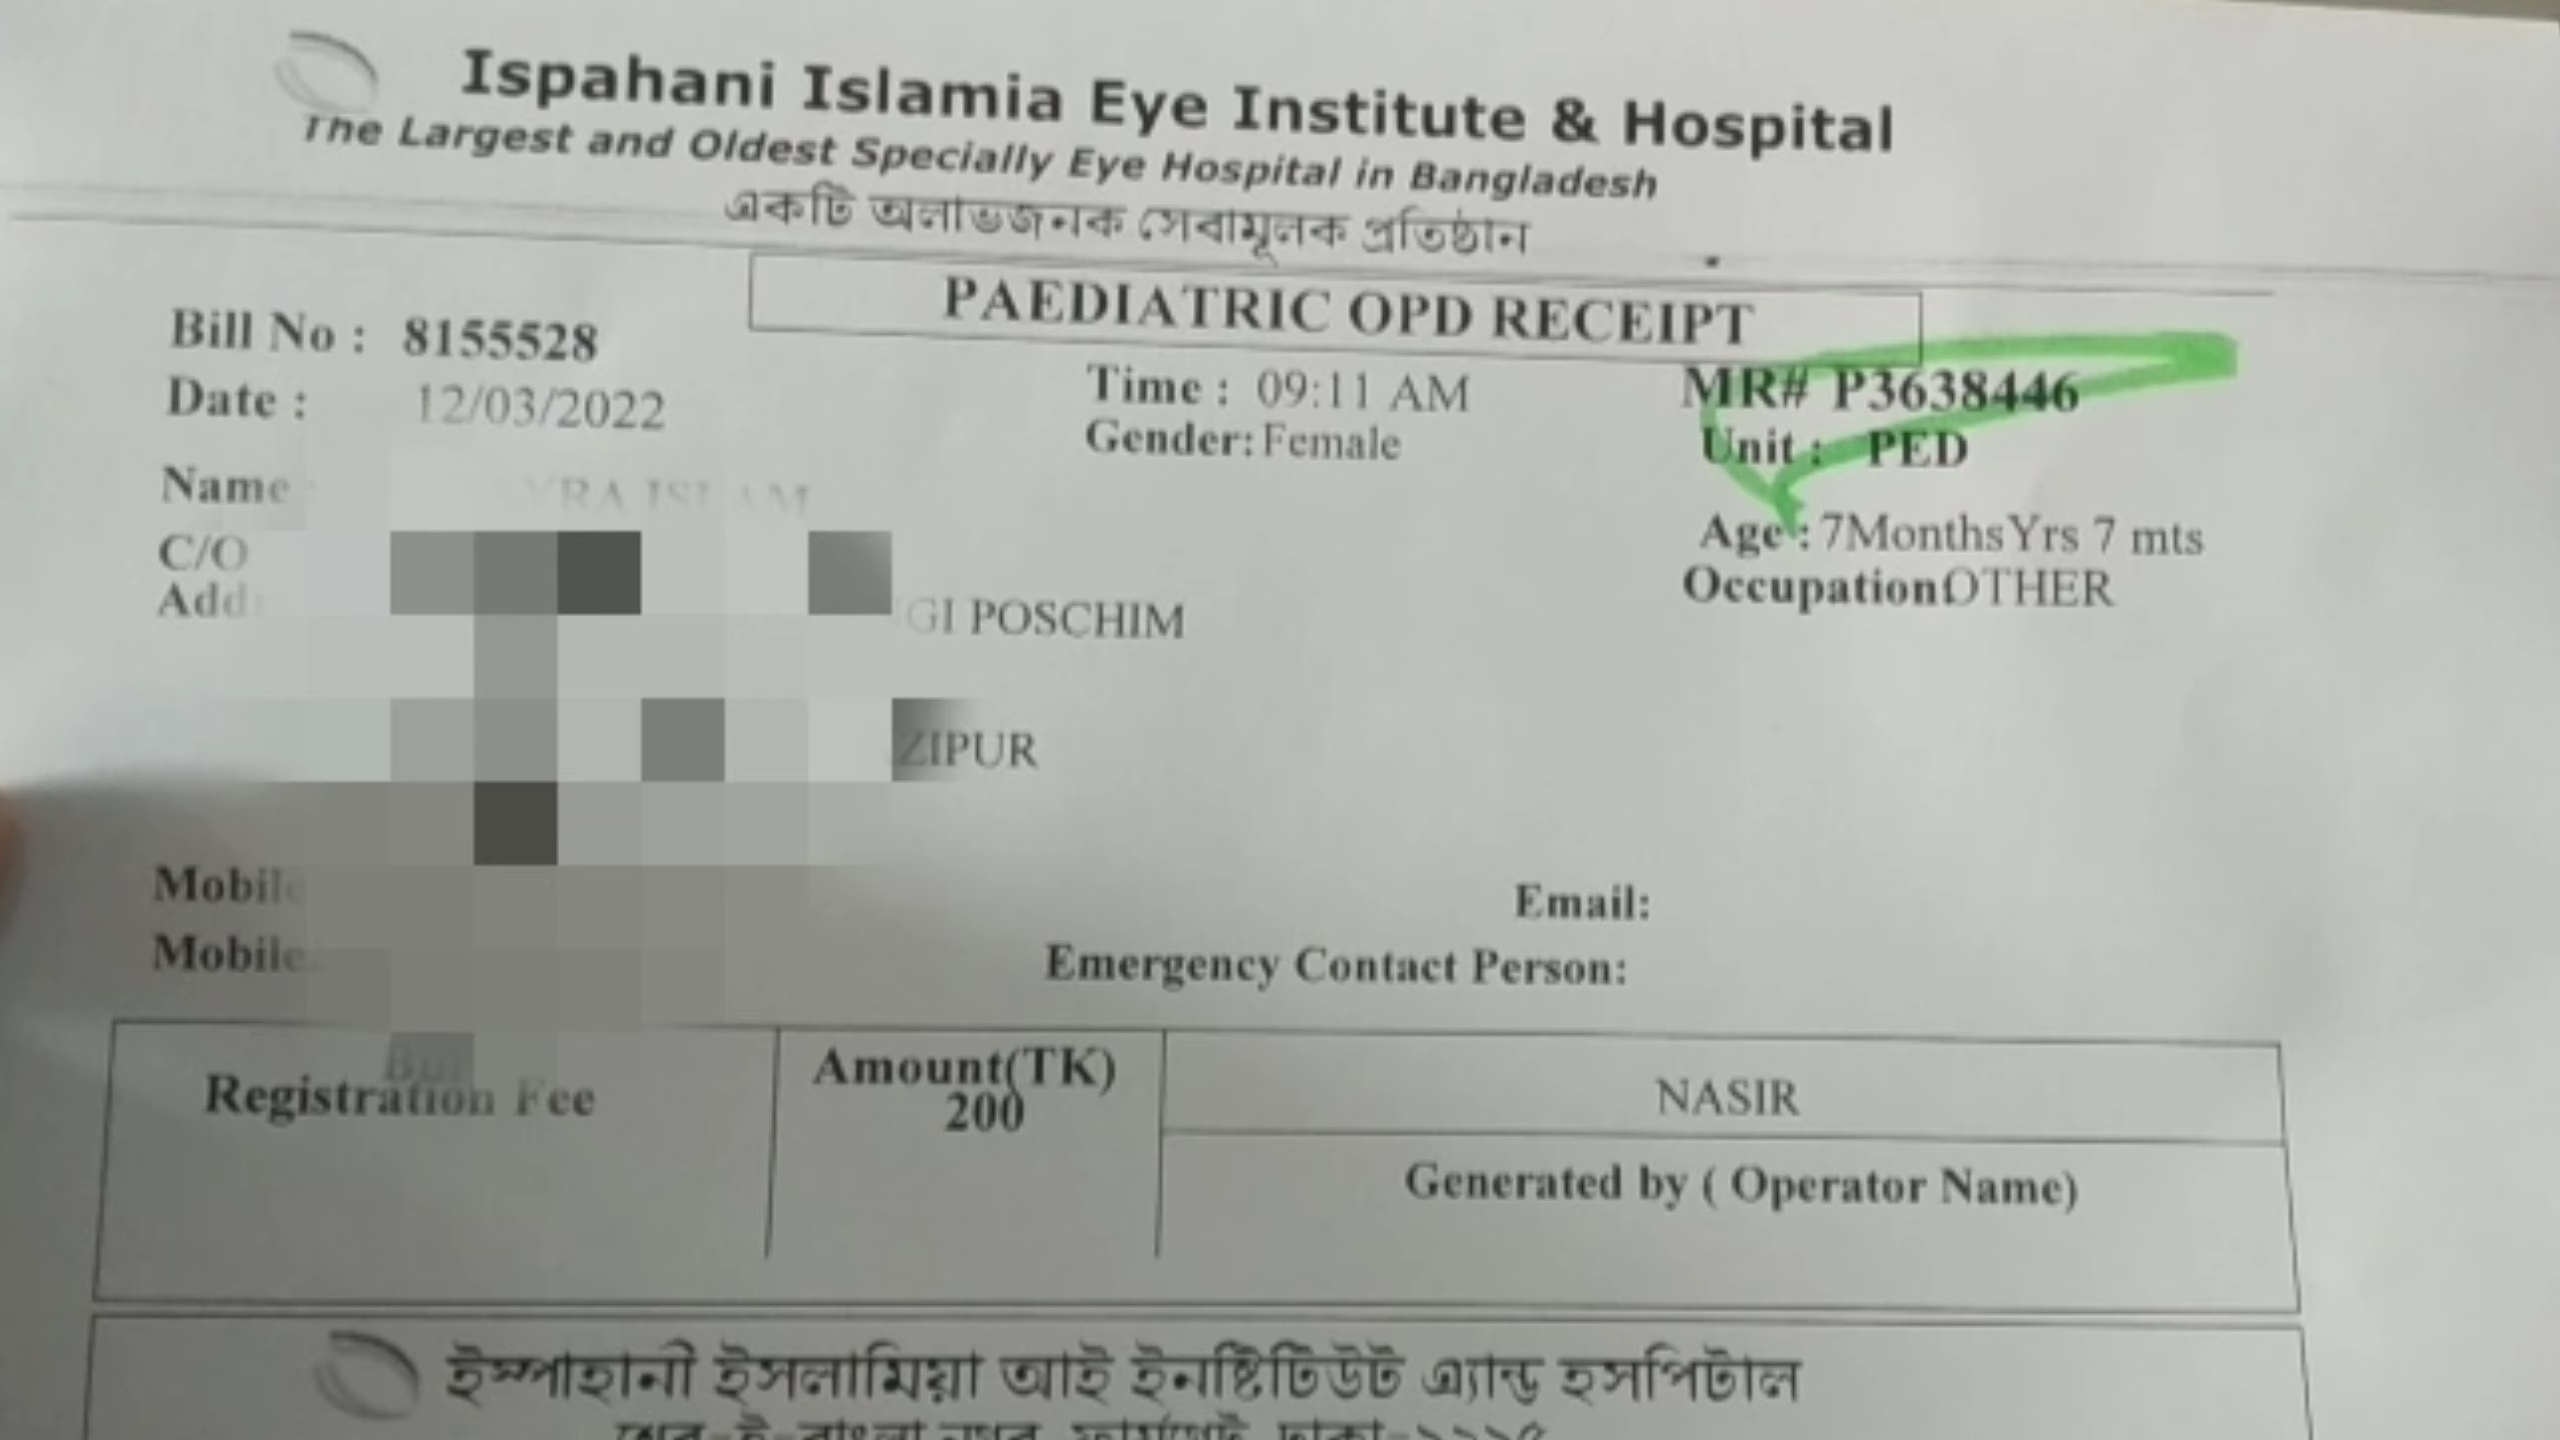 Ispahani Islamia Eye Institute & Hospital
The Largest and Oldest Specially Eye Hospital in Bangladesh
একটি অলাভজনক সেবামূলক প্রতিষ্ঠান
PAEDIATRIC OPD RECEIPT
Bill No : 8155528
Date : 12/03/2022 Time : 09:11 AM MR# P3638446
Gender: Female Unit : PED
Name
C/O Age : 7MonthsYrs 7 mts
POSCHIM Occupation OTHER
ZIPUR
Mobile Email:
Mobile Emergency Contact Person:
Registration Fee Amount(TK) NASIR
200
Generated by ( Operator Name)
ইস্পাহানী ইসলামিয়া আই ইনষ্টিটিউট এ্যান্ড হসপিটাল